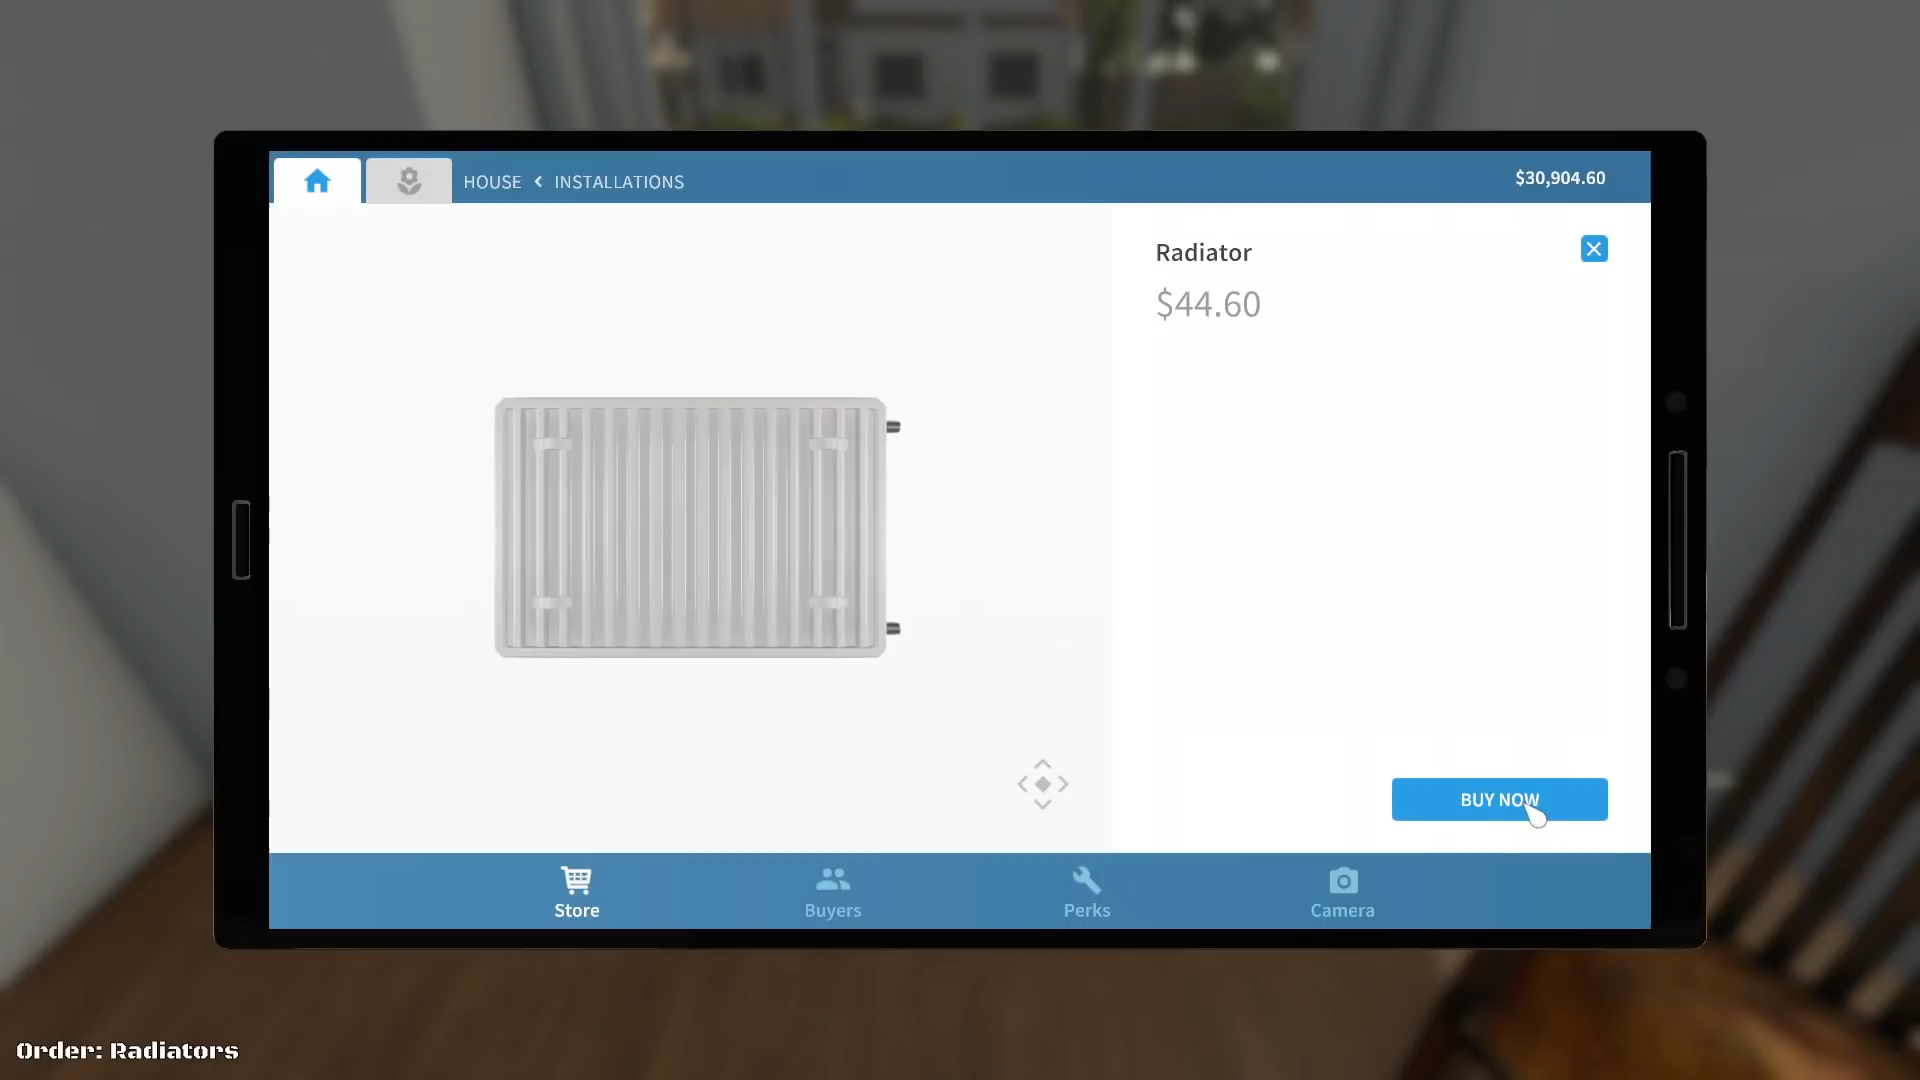 HOUSE < INSTALLATIONS
$30,904.60
Radiator
$44.60
BUY NOW
Store
Buyers
Perks
Camera
Order: Radiators